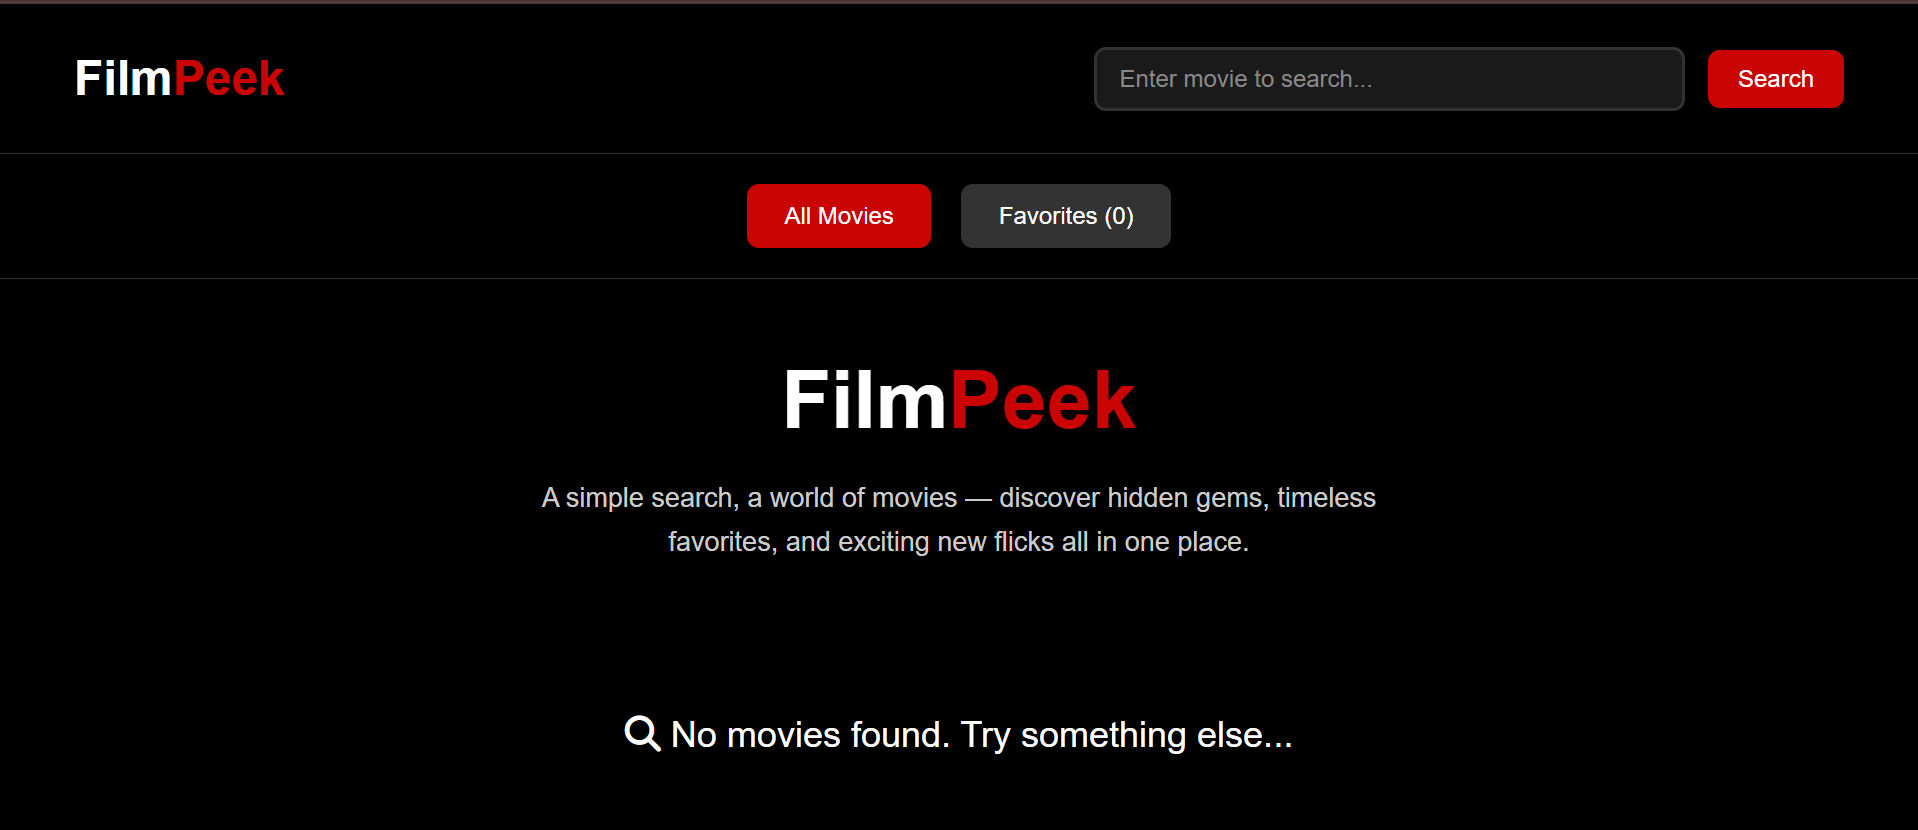 FilmPeek
Enter movie to search...
Search
All Movies
Favorites (0)
FilmPeek
A simple search, a world of movies — discover hidden gems, timeless
favorites, and exciting new flicks all in one place.
No movies found. Try something else...